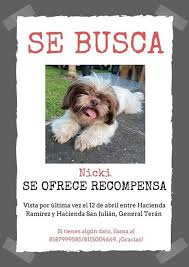 SE BUSCA
Nicki
SE OFRECE RECOMPENSA
Vista por última vez el 12 de abril entre Hacienda
Ramírez y Hacienda San Julián, General Terán
Si tienes algún dato, llama al
8187999585/8115004669. ¡Gracias!